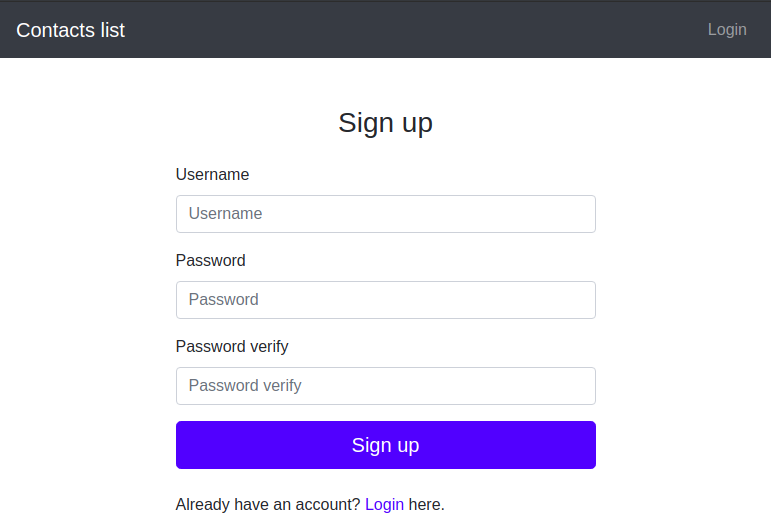 Contacts list Login
Sign up
Username
Username
Password
Password
Password verify
Password verify
Sign up
Already have an account? Login here.